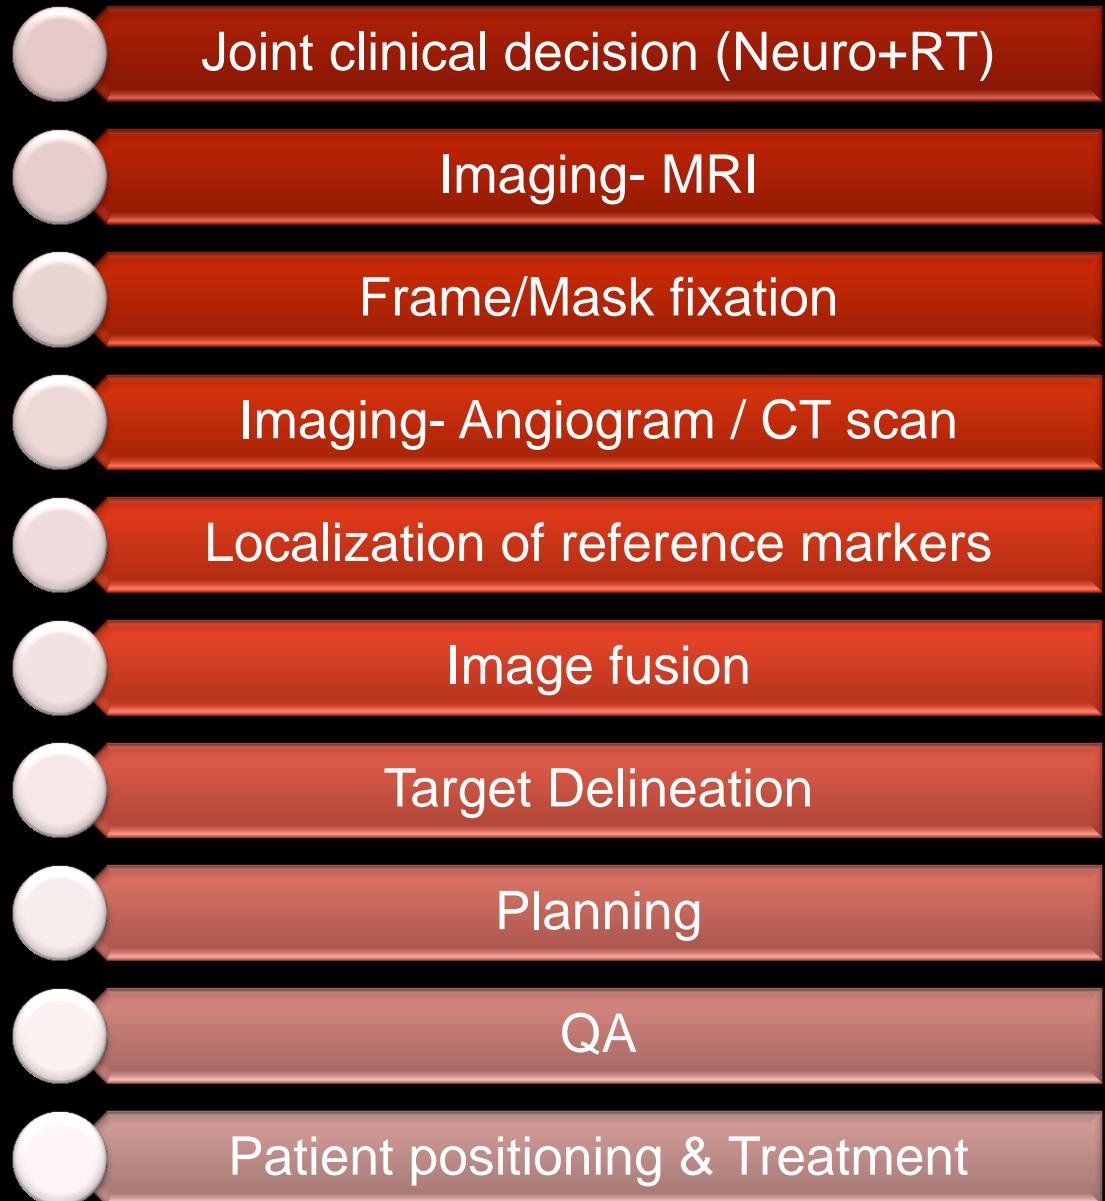 Joint clinical decision (Neuro+RT)
Imaging- MRI
Frame/Mask fixation
Imaging- Angiogram / CT scan
Localization of reference markers
Image fusion
Target Delineation
Planning
QA
Patient positioning & Treatment